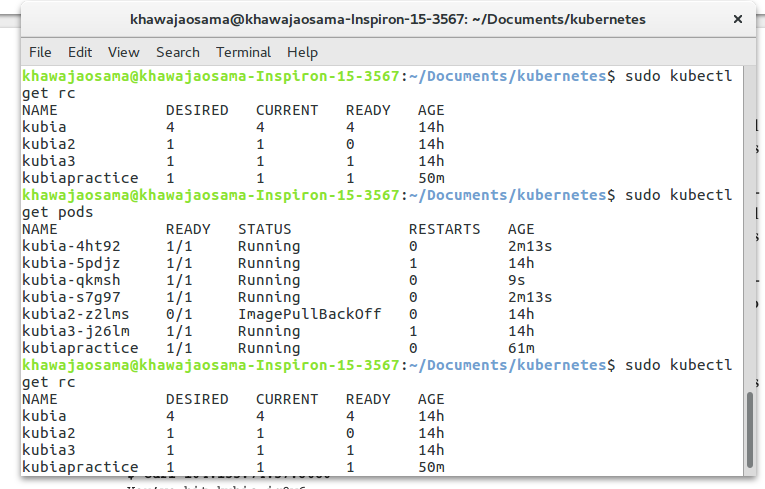 khawajaosama@khawajaosama-Inspiron-15-3567: ~/Documents/kubernetes
File Edit View Search Terminal Help
khawajaosama@khawajaosama-Inspiron-15-3567:~/Documents/kubernetes$ sudo kubectl
get rc
NAME DESIRED CURRENT READY AGE
kubia 4 4 4 14h
kubia2 1 1 0 14h
kubia3 1 1 1 14h
kubiapractice 1 1 1 50m
khawajaosama@khawajaosama-Inspiron-15-3567:~/Documents/kubernetes$ sudo kubectl
get pods
NAME READY STATUS RESTARTS AGE
kubia-4ht92 1/1 Running 0 2m13s
kubia-5pdjz 1/1 Running 1 14h
kubia-qkmsh 1/1 Running 0 9s
kubia-s7g97 1/1 Running 0 2m13s
kubia2-z2lms 0/1 ImagePullBackOff 0 14h
kubia3-j26lm 1/1 Running 1 14h
kubiapractice 1/1 Running 0 61m
khawajaosama@khawajaosama-Inspiron-15-3567:~/Documents/kubernetes$ sudo kubectl
get rc
NAME DESIRED CURRENT READY AGE
kubia 4 4 4 14h
kubia2 1 1 0 14h
kubia3 1 1 1 14h
kubiapractice 1 1 1 50m